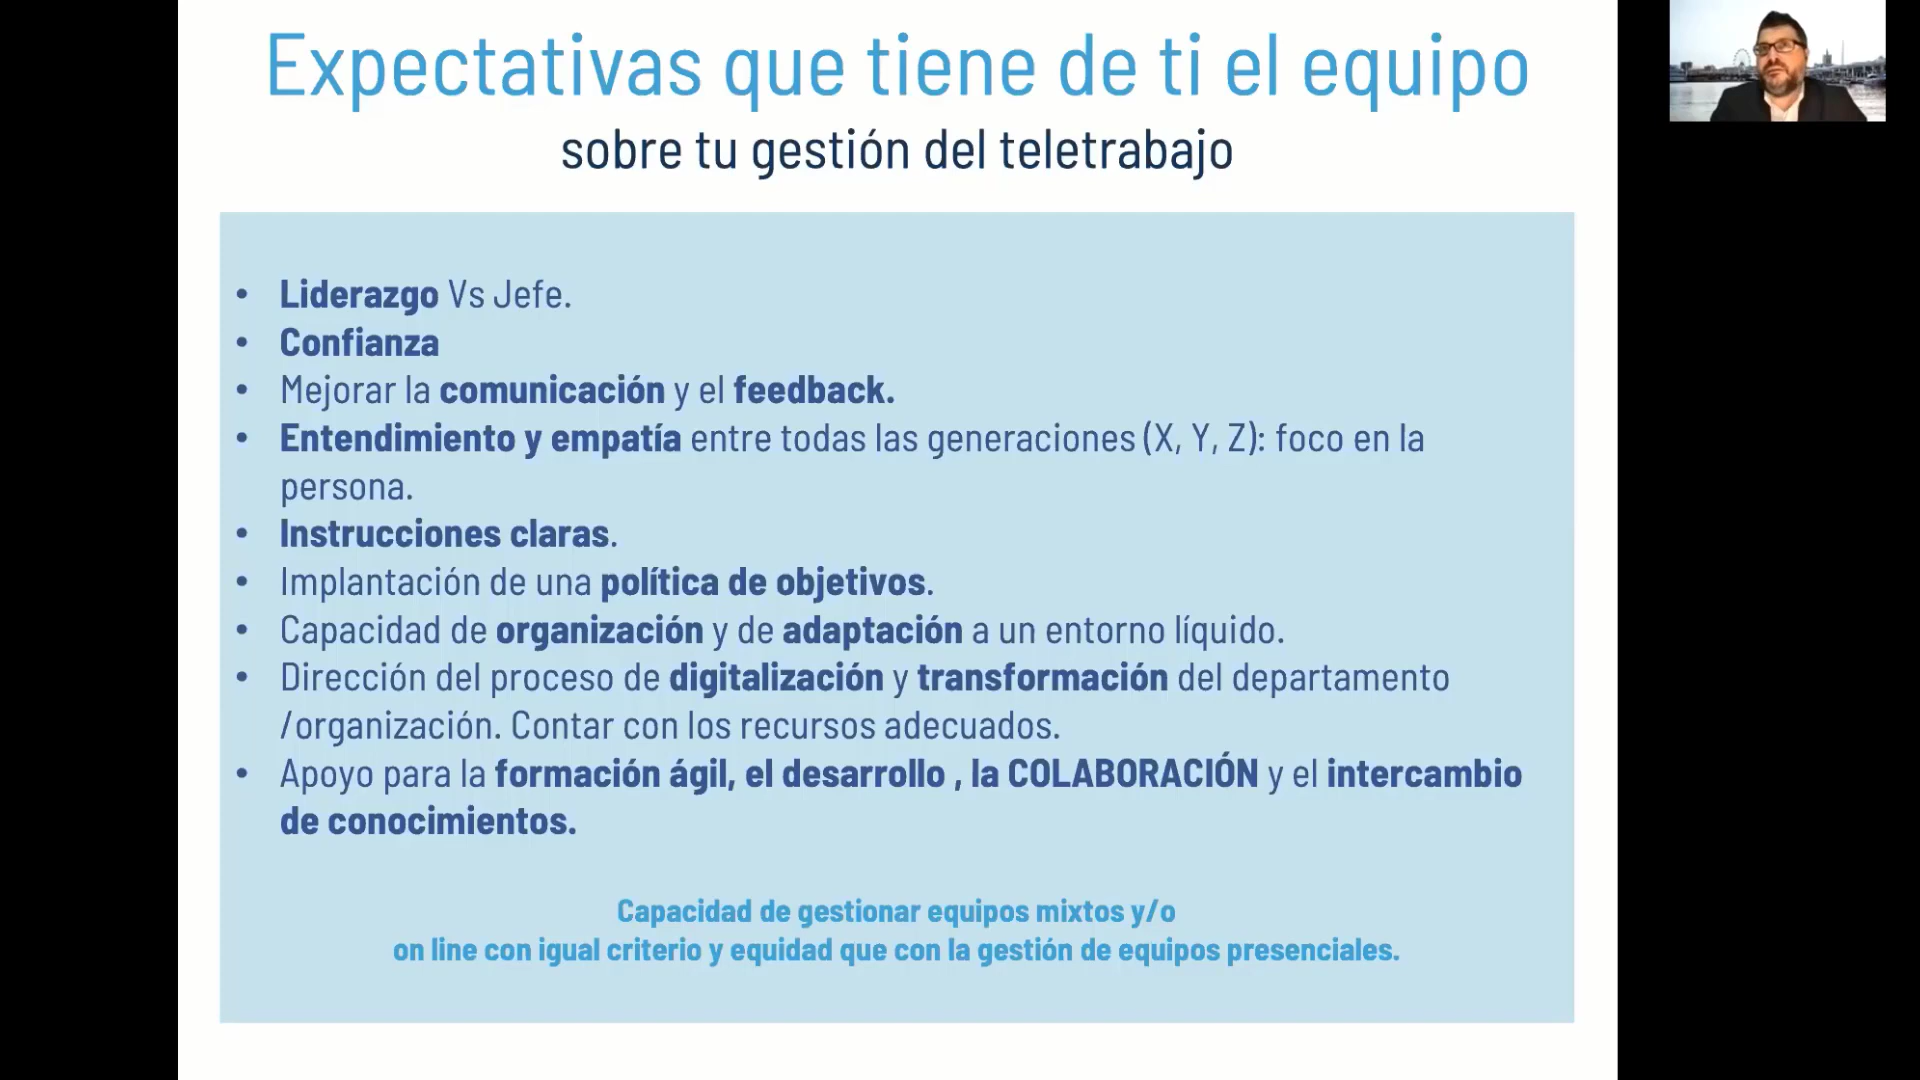 Expectativas que tiene de ti el equipo
sobre tu gestión del teletrabajo
• Liderazgo Vs Jefe.
• Confianza
• Mejorar la comunicación y el feedback.
• Entendimiento y empatía entre todas las generaciones (X, Y, Z): foco en la
persona.
• Instrucciones claras.
• Implantación de una política de objetivos.
• Capacidad de organización y de adaptación a un entorno líquido.
• Dirección del proceso de digitalización y transformación del departamento
/organización. Contar con los recursos adecuados.
• Apoyo para la formación ágil, el desarrollo , la COLABORACIÓN y el intercambio
de conocimientos.
Capacidad de gestionar equipos mixtos y/o
on line con igual criterio y equidad que con la gestión de equipos presenciales.